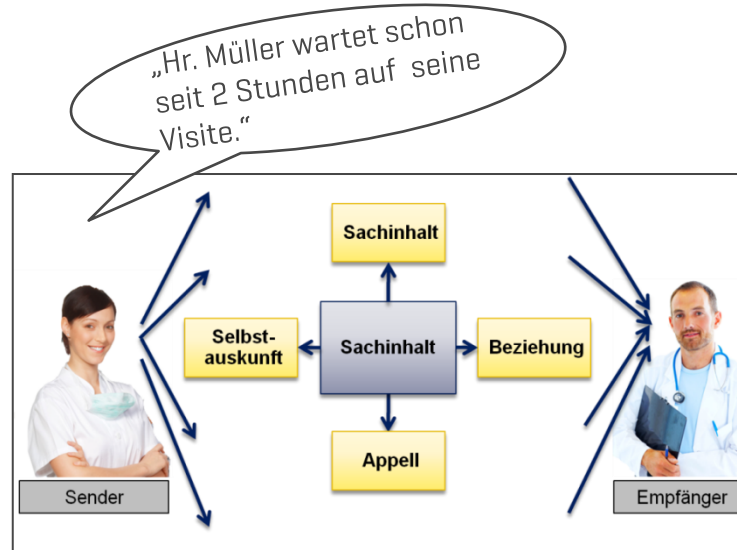 „Hr. Müller wartet schon
seit 2 Stunden auf seine
Visite.“
Sachinhalt
Selbst-
auskunft
Sachinhalt
Beziehung
Appell
Sender
Empfänger